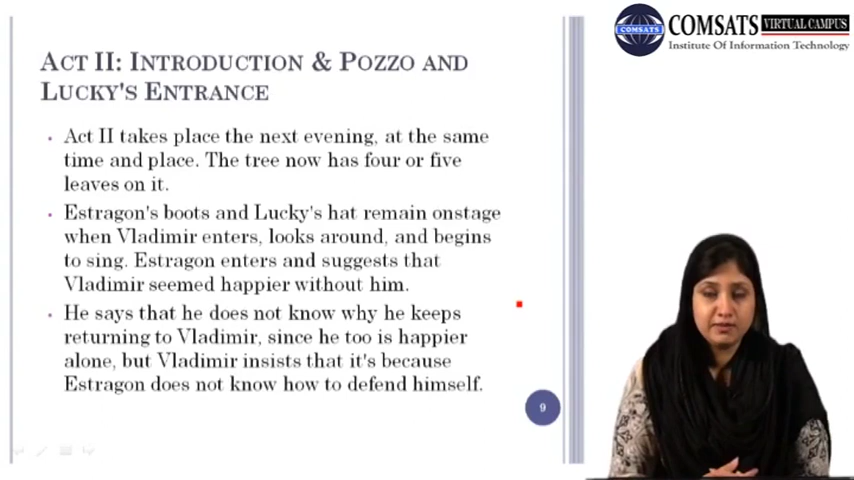 COMSATS
COMSATS VIRTUAL CAMPUS
Institute Of Information Technology
ACT II: INTRODUCTION & POZZO AND
LUCKY'S ENTRANCE
Act II takes place the next evening, at the same
time and place. The tree now has four or five
leaves on it.
Estragon's boots and Lucky's hat remain onstage
when Vladimir enters, looks around, and begins
to sing. Estragon enters and suggests that
Vladimir seemed happier without him.
He says that he does not know why he keeps
returning to Vladimir, since he too is happier
alone, but Vladimir insists that it's because
Estragon does not know how to defend himself.
9